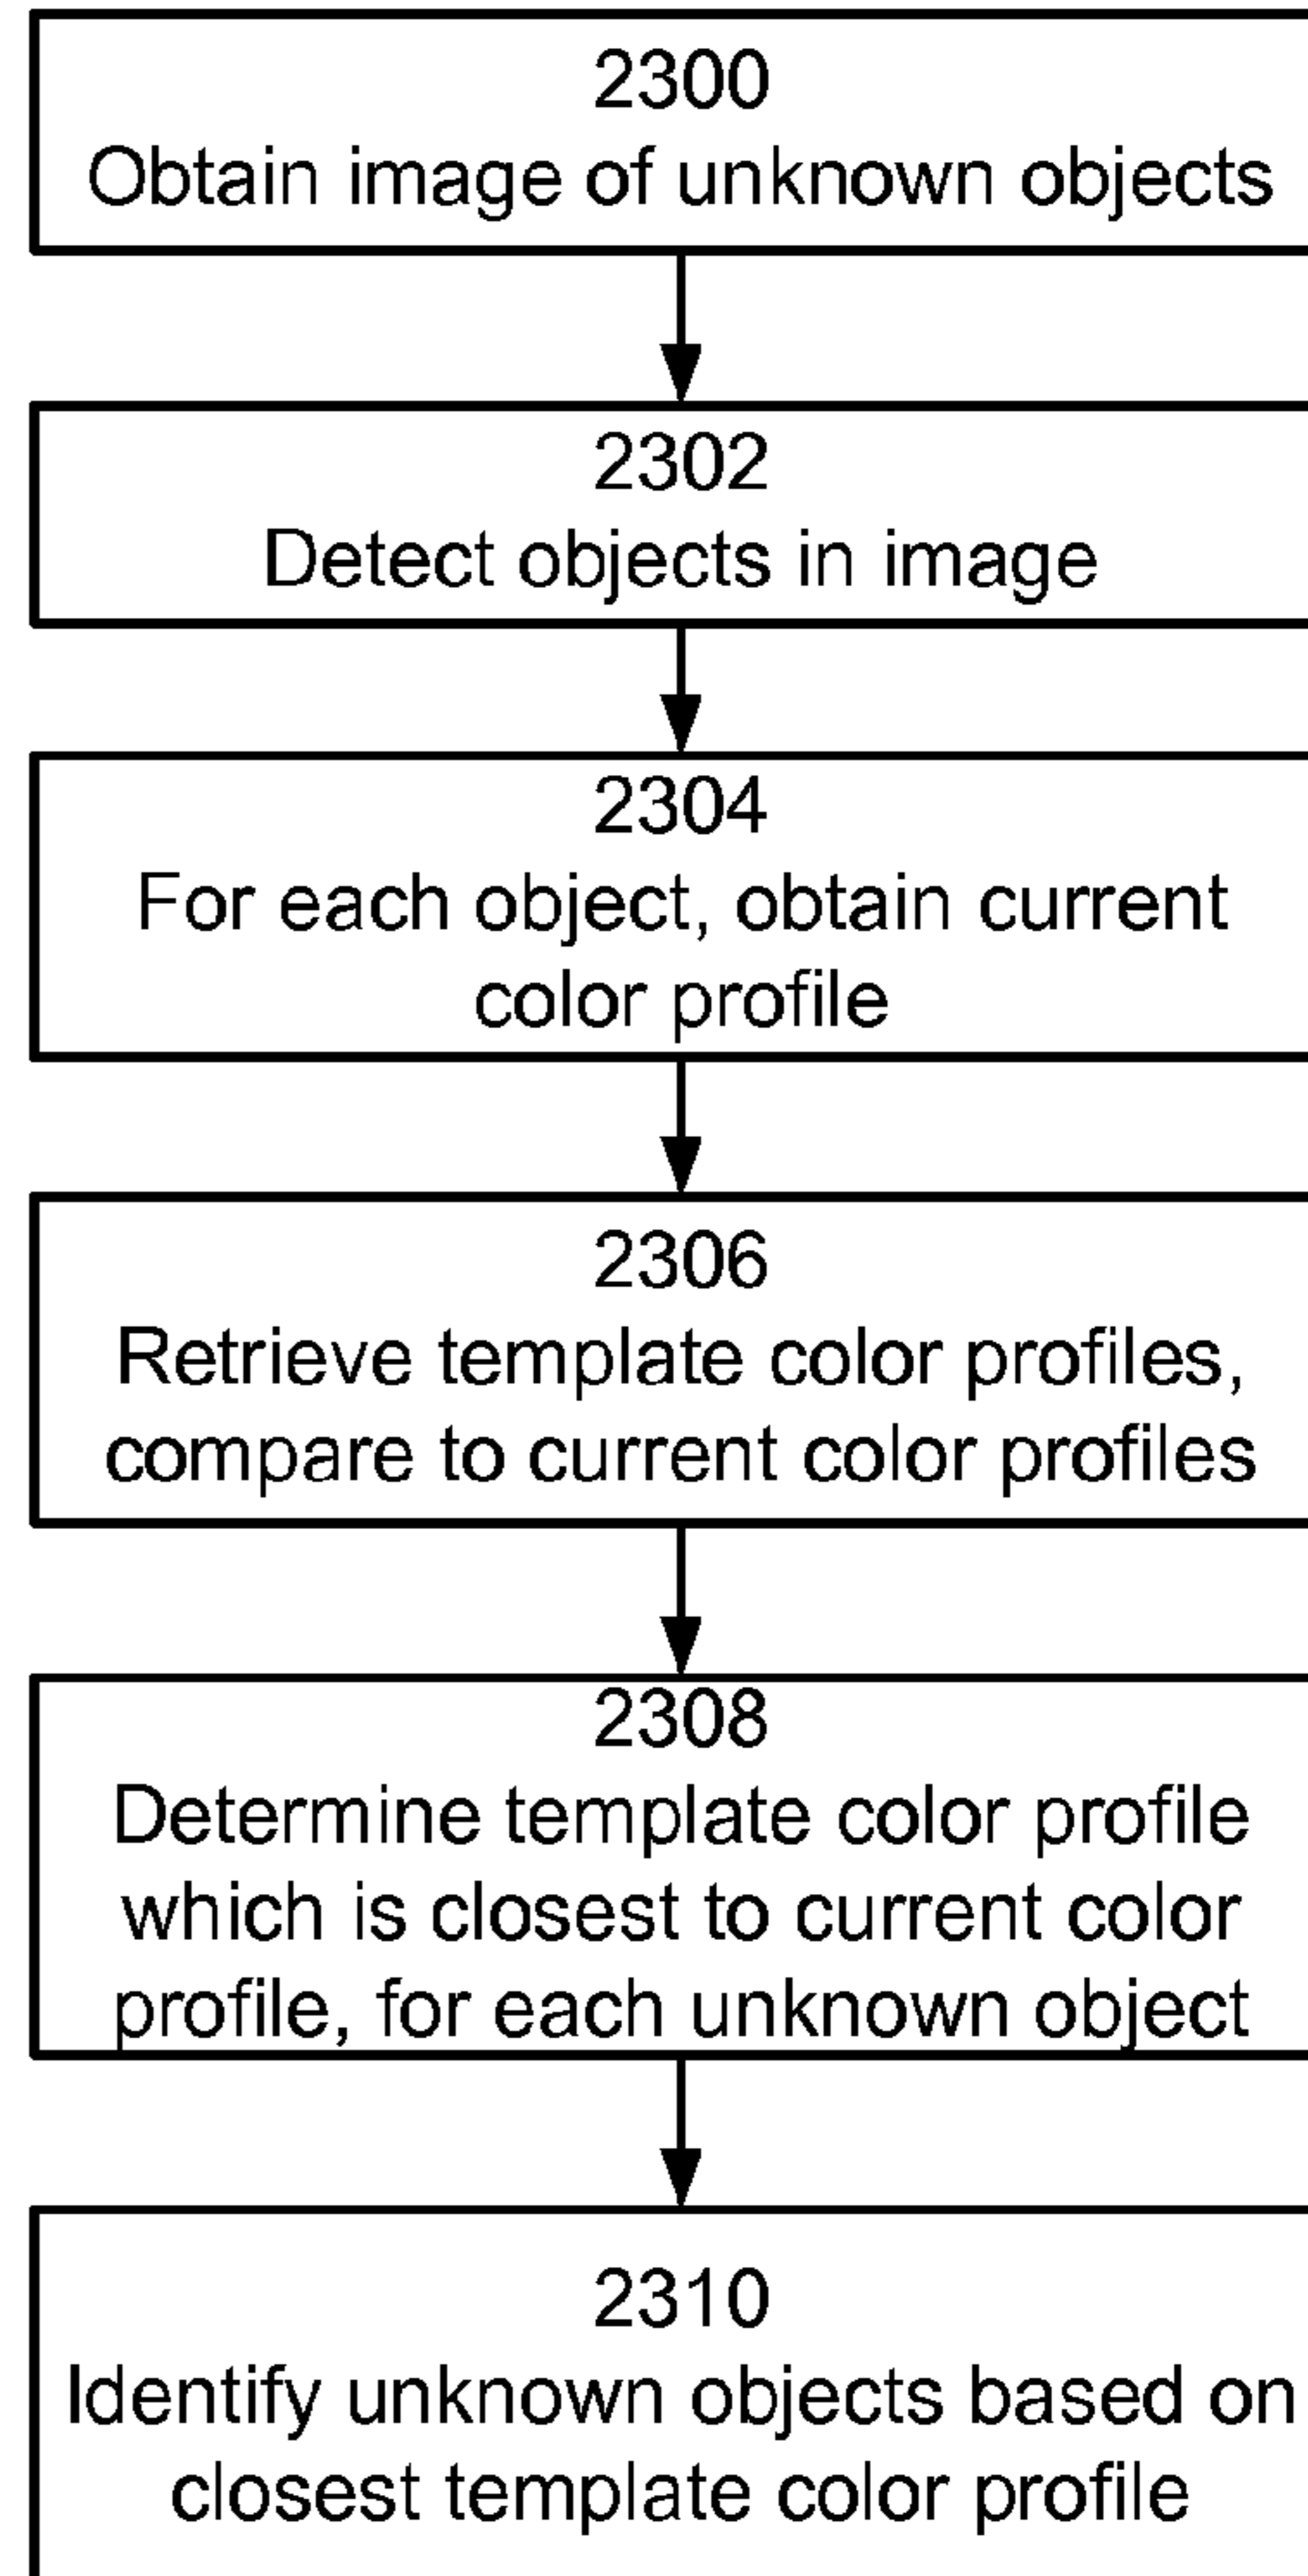 2300
Obtain image of unknown objects
2302
Detect objects in image
2304
For each object, obtain current
color profile
2306
Retrieve template color profiles,
compare to current color profiles
2308
Determine template color profile
which is closest to current color
profile, for each unknown object
2310
Identify unknown objects based on
closest template color profile